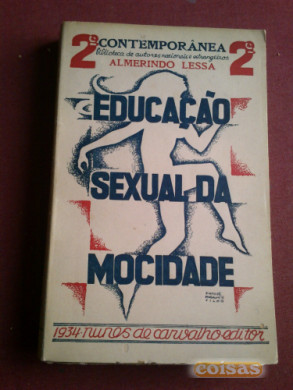 2º CONTEMPORÂNEA 2º
biblioteca de autores nacionais e estrangeiros
ALMERINDO LESSA
EDUCAÇÃO
SEXUAL DA
MOCIDADE
1934-nunes de carvalho-editor
coisas